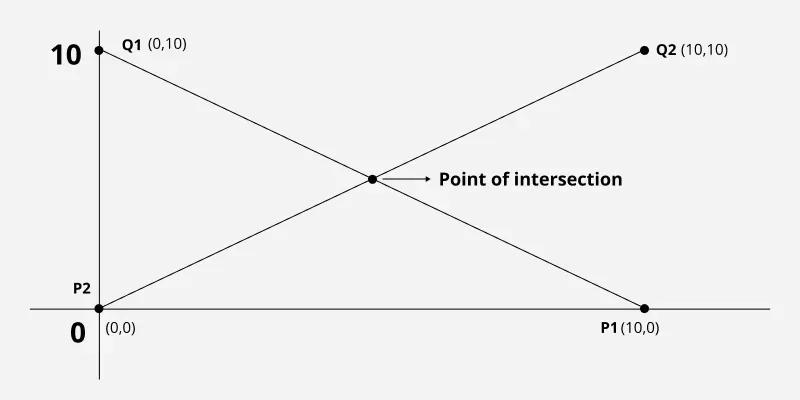 Q1 (0,10)
10
Q2 (10,10)
Point of intersection
P2
0
(0,0)
P1 (10,0)